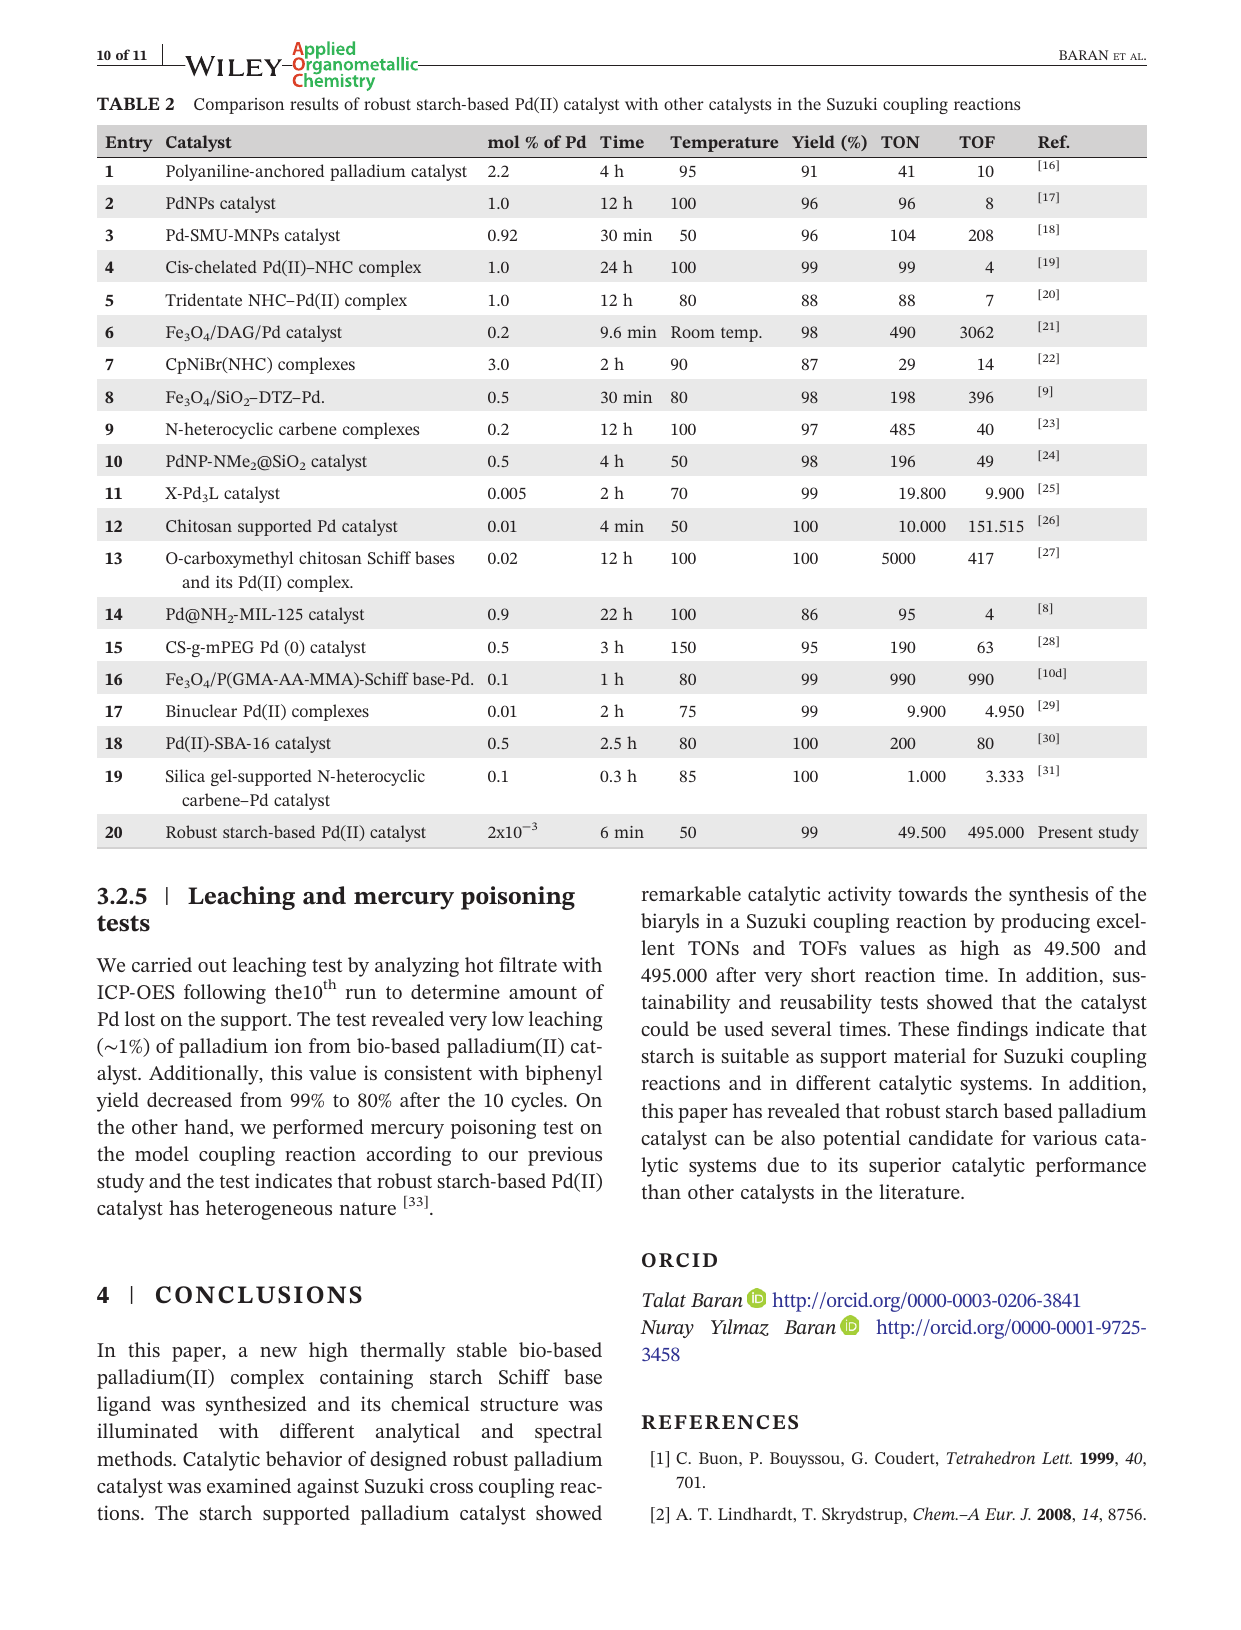 10 of 11
WILEY
Applied
Organometallic
Chemistry
BARAN ET AL.
TABLE 2 Comparison results of robust starch-based Pd(II) catalyst with other catalysts in the Suzuki coupling reactions
Entry Catalyst mol % of Pd Time Temperature Yield (%) TON TOF Ref.
1 Polyaniline-anchored palladium catalyst 2.2 4 h 95 91 41 10 [16]
2 PdNPs catalyst 1.0 12 h 100 96 96 8 [17]
3 Pd-SMU-MNPs catalyst 0.92 30 min 50 96 104 208 [18]
4 Cis-chelated Pd(II)–NHC complex 1.0 24 h 100 99 99 4 [19]
5 Tridentate NHC–Pd(II) complex 1.0 12 h 80 88 88 7 [20]
6 Fe₃O₄/DAG/Pd catalyst 0.2 9.6 min Room temp. 98 490 3062 [21]
7 CpNiBr(NHC) complexes 3.0 2 h 90 87 29 14 [22]
8 Fe₃O₄/SiO₂–DTZ–Pd. 0.5 30 min 80 98 198 396 [9]
9 N-heterocyclic carbene complexes 0.2 12 h 100 97 485 40 [23]
10 PdNP-NMe₂@SiO₂ catalyst 0.5 4 h 50 98 196 49 [24]
11 X-Pd₃L catalyst 0.005 2 h 70 99 19.800 9.900 [25]
12 Chitosan supported Pd catalyst 0.01 4 min 50 100 10.000 151.515 [26]
13 O-carboxymethyl chitosan Schiff bases 0.02 12 h 100 100 5000 417 [27]
and its Pd(II) complex.
14 Pd@NH₂-MIL-125 catalyst 0.9 22 h 100 86 95 4 [8]
15 CS-g-mPEG Pd (0) catalyst 0.5 3 h 150 95 190 63 [28]
16 Fe₃O₄/P(GMA-AA-MMA)-Schiff base-Pd. 0.1 1 h 80 99 990 990 [10d]
17 Binuclear Pd(II) complexes 0.01 2 h 75 99 9.900 4.950 [29]
18 Pd(II)-SBA-16 catalyst 0.5 2.5 h 80 100 200 80 [30]
19 Silica gel-supported N-heterocyclic 0.1 0.3 h 85 100 1.000 3.333 [31]
carbene–Pd catalyst
20 Robust starch-based Pd(II) catalyst 2x10⁻³ 6 min 50 99 49.500 495.000 Present study
3.2.5 | Leaching and mercury poisoning
tests
We carried out leaching test by analyzing hot filtrate with
ICP-OES following the10th run to determine amount of
Pd lost on the support. The test revealed very low leaching
(~1%) of palladium ion from bio-based palladium(II) cat-
alyst. Additionally, this value is consistent with biphenyl
yield decreased from 99% to 80% after the 10 cycles. On
the other hand, we performed mercury poisoning test on
the model coupling reaction according to our previous
study and the test indicates that robust starch-based Pd(II)
catalyst has heterogeneous nature [33].
4 | CONCLUSIONS
In this paper, a new high thermally stable bio-based
palladium(II) complex containing starch Schiff base
ligand was synthesized and its chemical structure was
illuminated with different analytical and spectral
methods. Catalytic behavior of designed robust palladium
catalyst was examined against Suzuki cross coupling reac-
tions. The starch supported palladium catalyst showed
remarkable catalytic activity towards the synthesis of the
biaryls in a Suzuki coupling reaction by producing excel-
lent TONs and TOFs values as high as 49.500 and
495.000 after very short reaction time. In addition, sus-
tainability and reusability tests showed that the catalyst
could be used several times. These findings indicate that
starch is suitable as support material for Suzuki coupling
reactions and in different catalytic systems. In addition,
this paper has revealed that robust starch based palladium
catalyst can be also potential candidate for various cata-
lytic systems due to its superior catalytic performance
than other catalysts in the literature.
ORCID
Talat Baran iD http://orcid.org/0000-0003-0206-3841
Nuray Yılmaz Baran iD http://orcid.org/0000-0001-9725-
3458
REFERENCES
[1] C. Buon, P. Bouyssou, G. Coudert, Tetrahedron Lett. 1999, 40,
701.
[2] A. T. Lindhardt, T. Skrydstrup, Chem.–A Eur. J. 2008, 14, 8756.